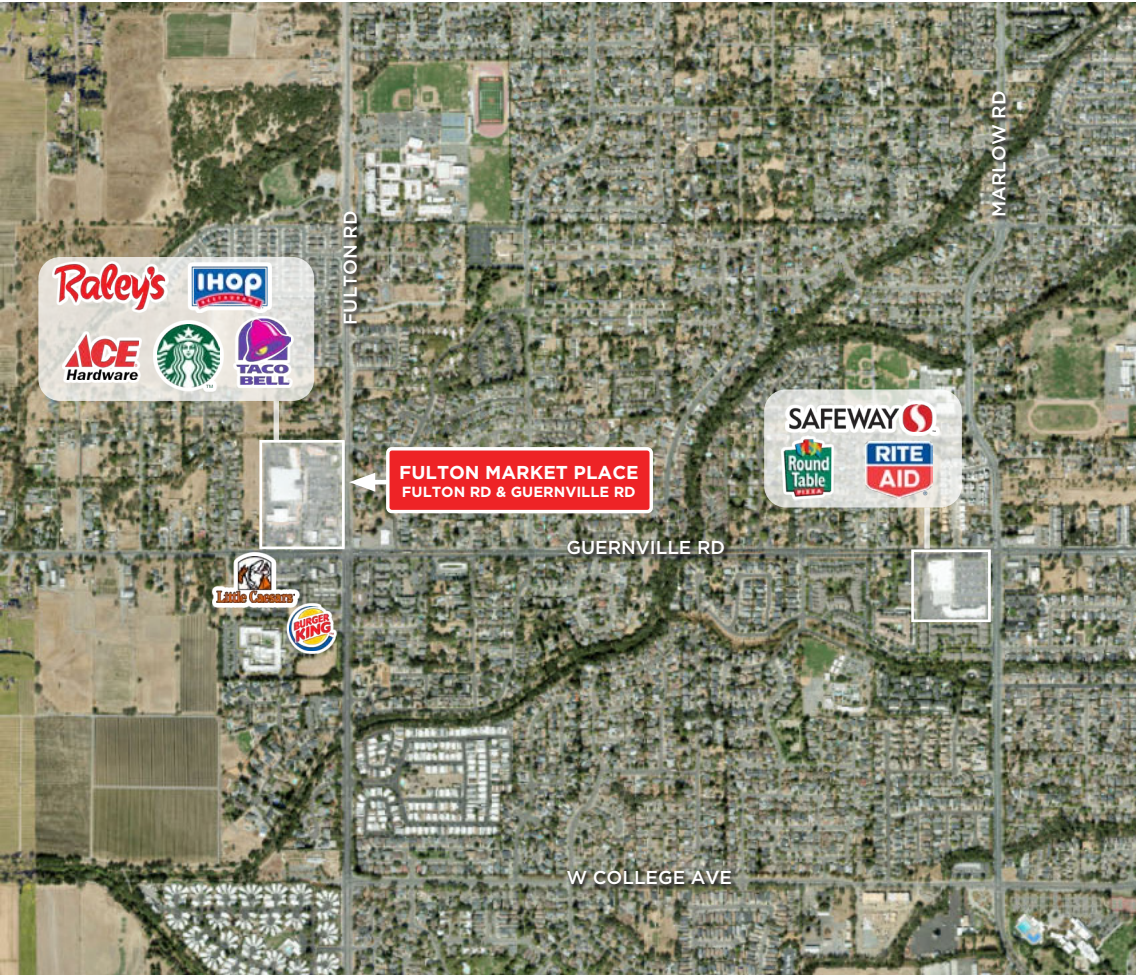 MARLOW RD
FULTON RD
Raley's
IHOP
RESTAURANT
ACE
Hardware
TM
TACO
BELL
SAFEWAY
Round
Table
PIZZA
RITE
AID
FULTON MARKET PLACE
FULTON RD & GUERNVILLE RD
GUERNVILLE RD
Little Caesars
BURGER
KING
W COLLEGE AVE